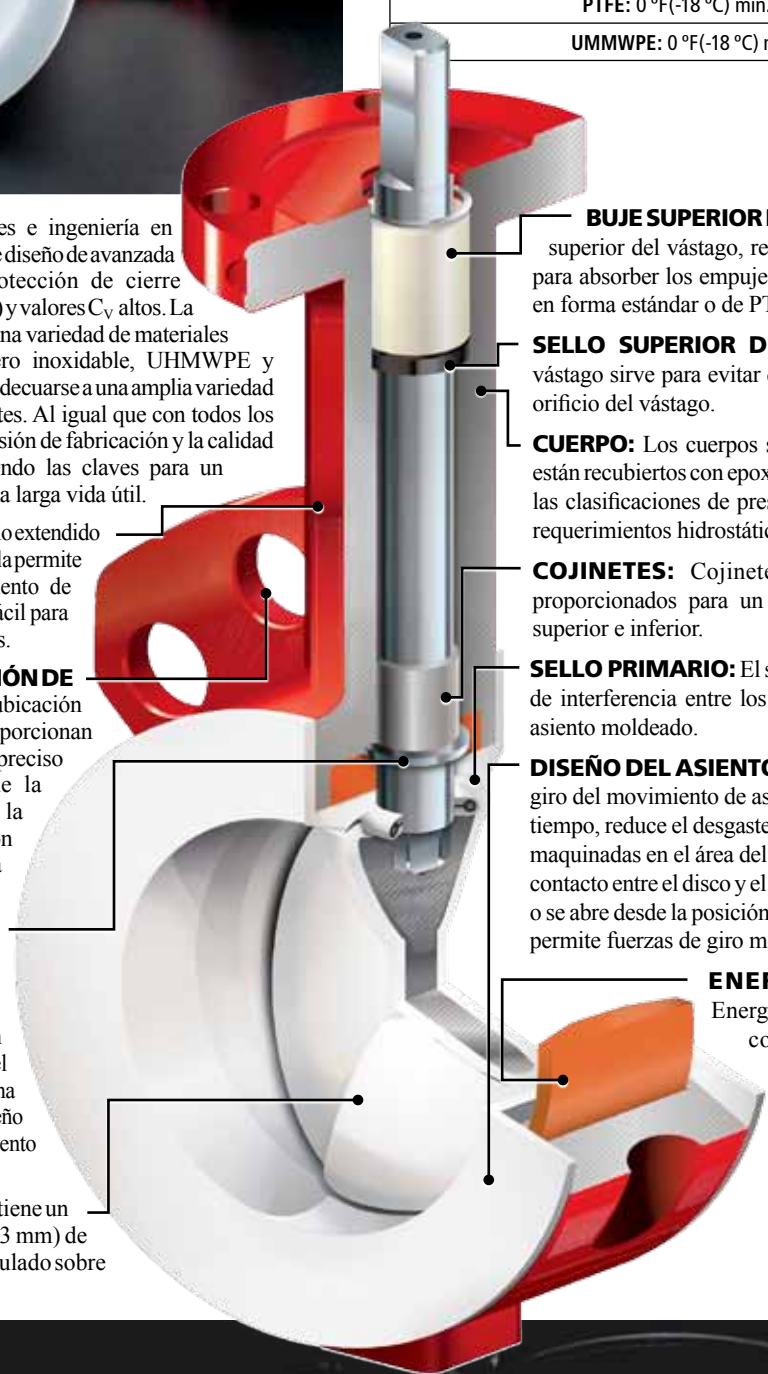 PTFE: 0 °F(-18 °C) min.
UMMWPE: 0 °F(-18 °C)
es e ingeniería en
e diseño de avanzada
otección de cierre
) y valores CV altos. La
na variedad de materiales
ero inoxidable, UHMWPE y
decuarse a una amplia variedad
tes. Al igual que con todos los
sión de fabricación y la calidad
ndo las claves para un
a larga vida útil.
lo extendido
la permite
ento de
ácil para
s.
IÓN DE
ubicación
porcionan
preciso
e la
la
ón
a
n
el
na
eño
ento
tiene un
3 mm) de
ulado sobre
BUJE SUPERIOR
superior del vástago, re
para absorber los empuje
en forma estándar o de PT
SELLO SUPERIOR D
vástago sirve para evitar
orificio del vástago.
CUERPO: Los cuerpos s
están recubiertos con epox
las clasificaciones de pres
requerimientos hidrostátic
COJINETES: Cojinete
proporcionados para un
superior e inferior.
SELLO PRIMARIO: El s
de interferencia entre los
asiento moldeado.
DISEÑO DEL ASIENTO
giro del movimiento de as
tiempo, reduce el desgaste
maquinadas en el área del
contacto entre el disco y el
o se abre desde la posición
permite fuerzas de giro m
ENER
Energ
co